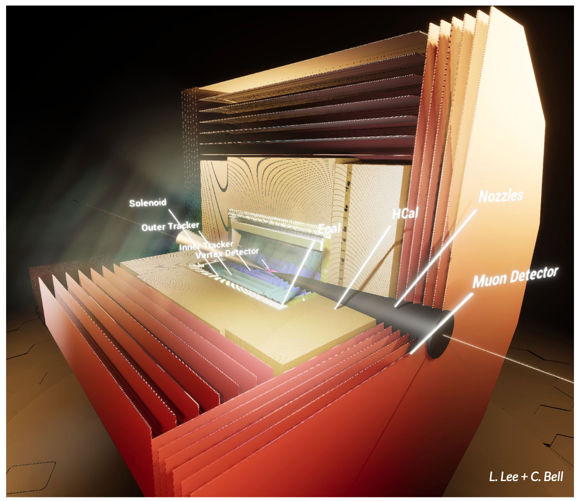 Solenoid
Outer Tracker
Inner Tracker
Vertex Detector
Ecal
HCal
Nozzles
Muon Detector
L. Lee + C. Bell